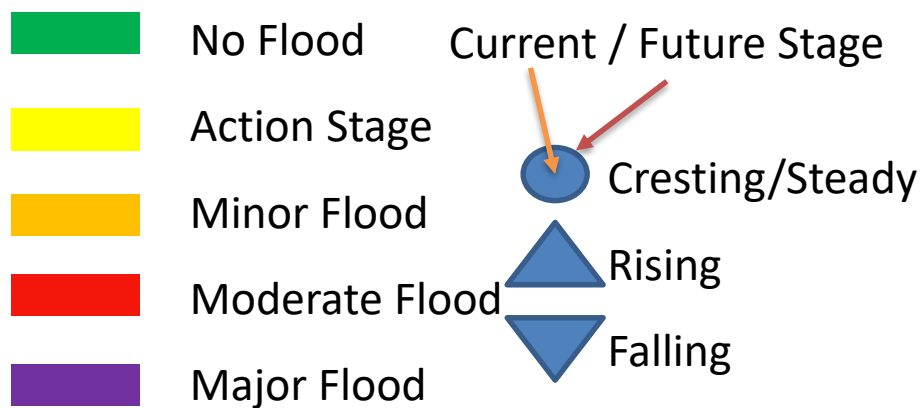 No Flood
Current / Future Stage
Action Stage
Cresting/Steady
Minor Flood
Rising
Moderate Flood
Falling
Major Flood